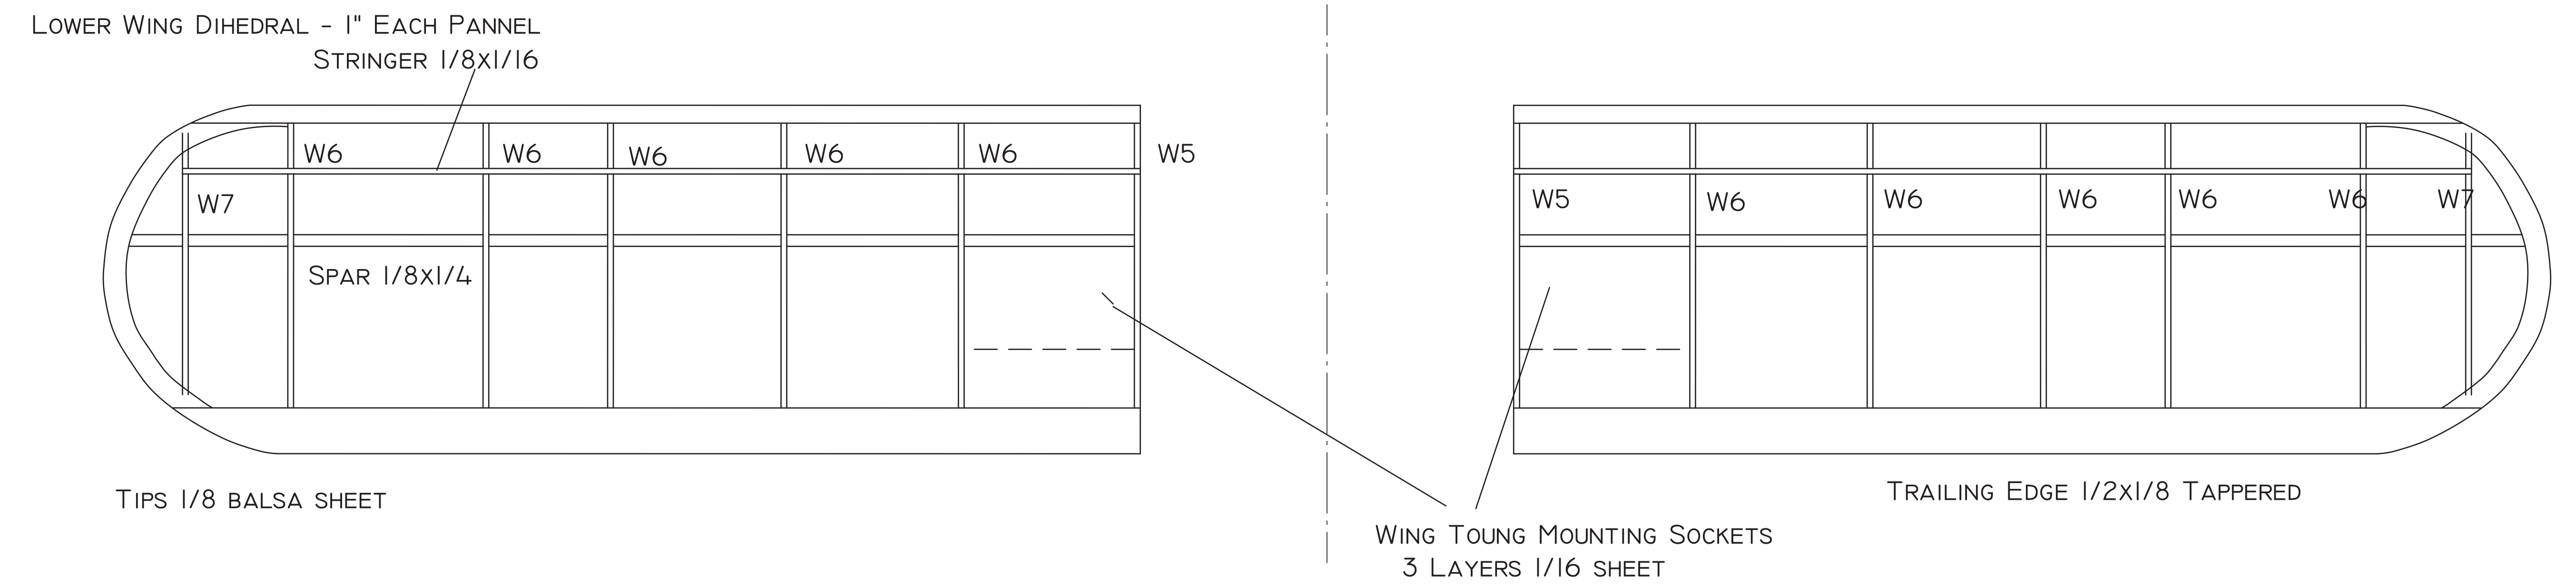 Lower Wing Dihedral - 1" Each Pannel
Stringer 1/8x1/16
W6 W6 W6 W6 W6 W5
W7
W5 W6 W6 W6 W6 W6 W7
Spar 1/8x1/4
Tips 1/8 balsa sheet
Trailing Edge 1/2x1/8 Tappered
Wing Toung Mounting Sockets
3 Layers 1/16 sheet